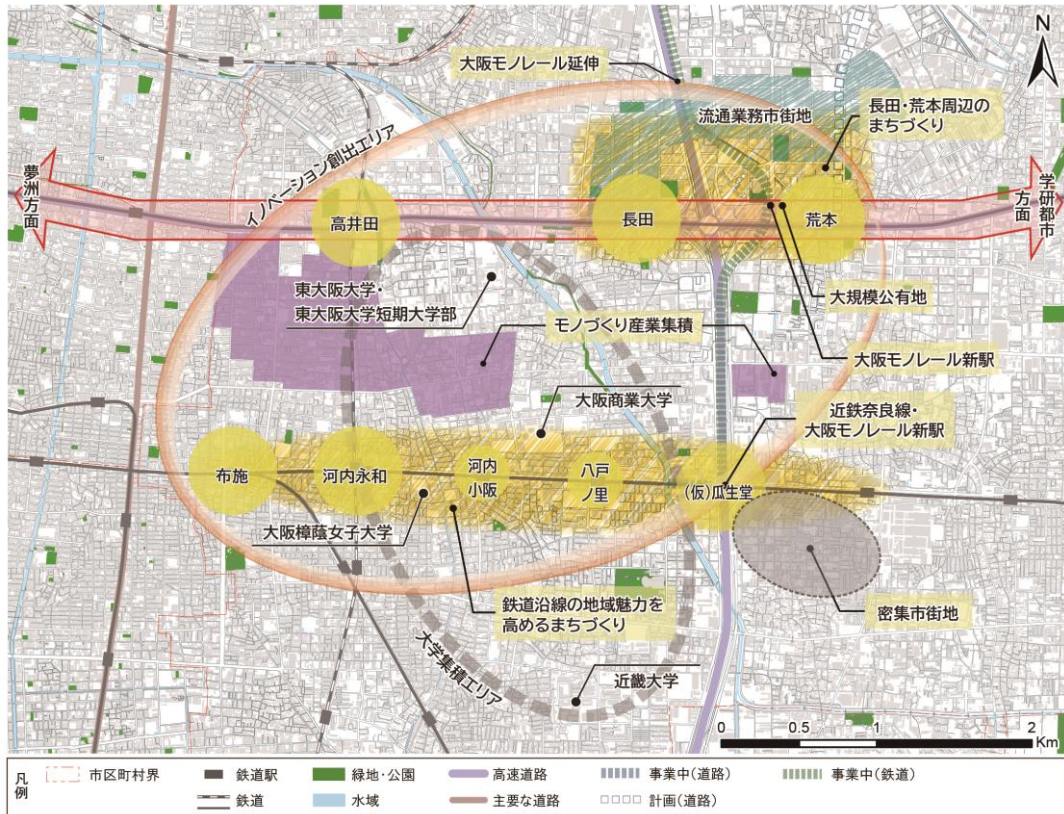 N
大阪モノレール延伸
流通業務市街地
長田・荒本周辺の
まちづくり
イノベーション創出エリア
夢洲方面
学研都市
方面
高井田
長田
荒本
東大阪大学・
東大阪大学短期大学部
大規模公有地
モノづくり産業集積
大阪モノレール新駅
大阪商業大学
近鉄奈良線・
大阪モノレール新駅
布施
河内永和
河内
小阪
八戸
ノ里
(仮)瓜生堂
大阪樟蔭女子大学
鉄道沿線の地域魅力を
高めるまちづくり
密集市街地
大学集積エリア
近畿大学
0 0.5 1 2
Km
凡例
市区町村界
鉄道駅
緑地・公園
高速道路
事業中(道路)
事業中(鉄道)
鉄道
水域
主要な道路
計画(道路)